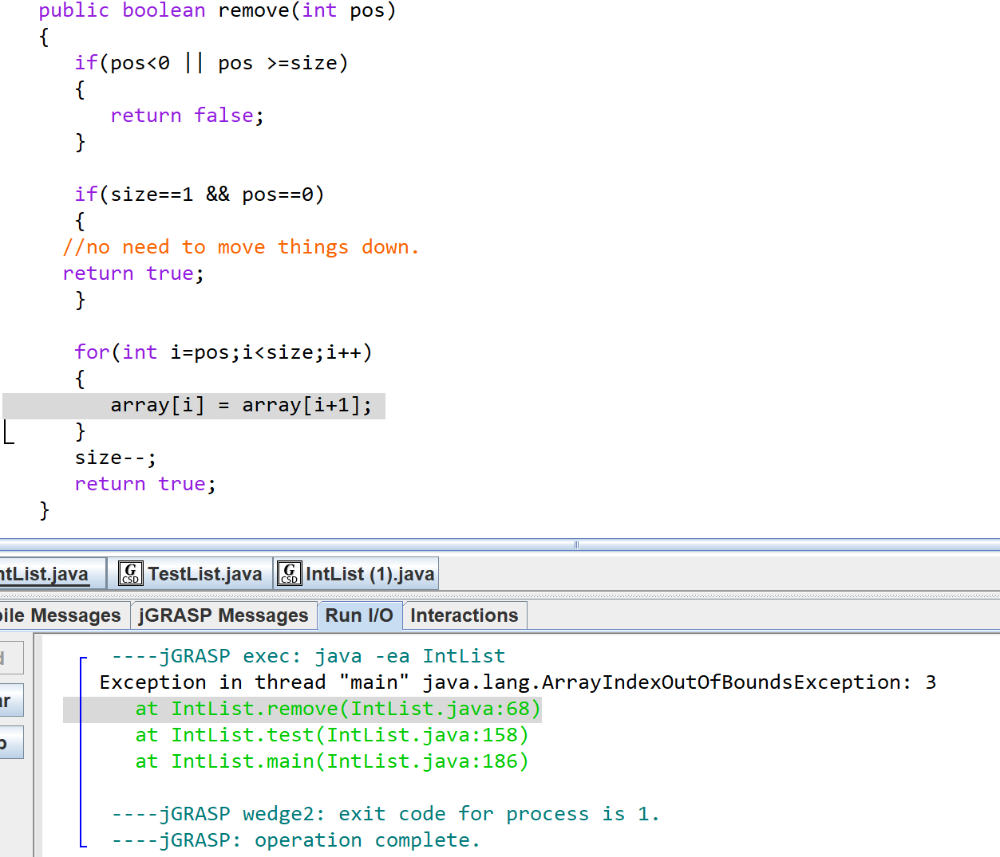 public boolean remove(int pos)
{
if(pos<0 || pos >=size)
{
return false;
}
if(size==1 && pos==0)
{
//no need to move things down.
return true;
}
for(int i=pos;i<size;i++)
{
array[i] = array[i+1];
}
size--;
return true;
}
ntList.java G CSD TestList.java G CSD IntList (1).java
ile Messages jGRASP Messages Run I/O Interactions
----jGRASP exec: java -ea IntList
Exception in thread "main" java.lang.ArrayIndexOutOfBoundsException: 3
at IntList.remove(IntList.java:68)
at IntList.test(IntList.java:158)
at IntList.main(IntList.java:186)
----jGRASP wedge2: exit code for process is 1.
----jGRASP: operation complete.